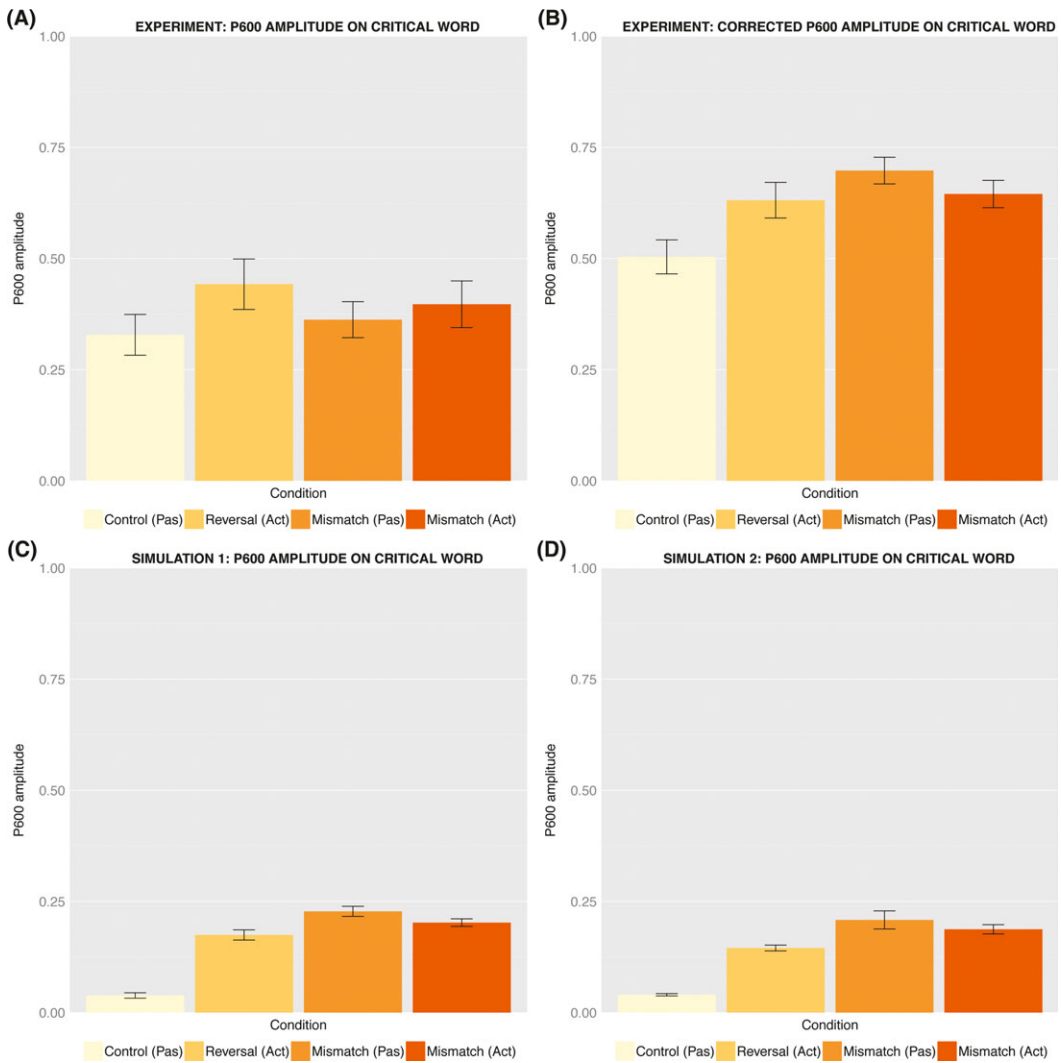 (A)
EXPERIMENT: P600 AMPLITUDE ON CRITICAL WORD
1.00
0.75
0.50
0.25
0.00
P600 amplitude
Condition
Control (Pas) Reversal (Act) Mismatch (Pas) Mismatch (Act)
(B)
EXPERIMENT: CORRECTED P600 AMPLITUDE ON CRITICAL WORD
1.00
0.75
0.50
0.25
0.00
P600 amplitude
Condition
Control (Pas) Reversal (Act) Mismatch (Pas) Mismatch (Act)
(C)
SIMULATION 1: P600 AMPLITUDE ON CRITICAL WORD
1.00
0.75
0.50
0.25
0.00
P600 amplitude
Condition
Control (Pas) Reversal (Act) Mismatch (Pas) Mismatch (Act)
(D)
SIMULATION 2: P600 AMPLITUDE ON CRITICAL WORD
1.00
0.75
0.50
0.25
0.00
P600 amplitude
Condition
Control (Pas) Reversal (Act) Mismatch (Pas) Mismatch (Act)